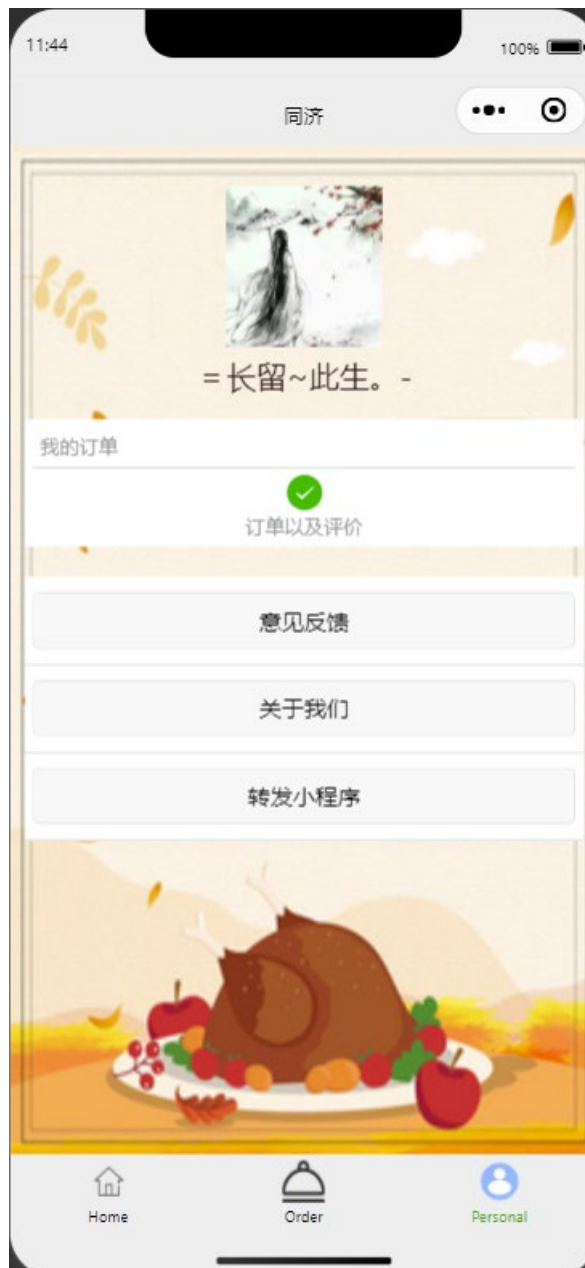 11:44
100%
同济
=长留~此生。-
我的订单
订单以及评价
意见反馈
关于我们
转发小程序
Home
Order
Personal